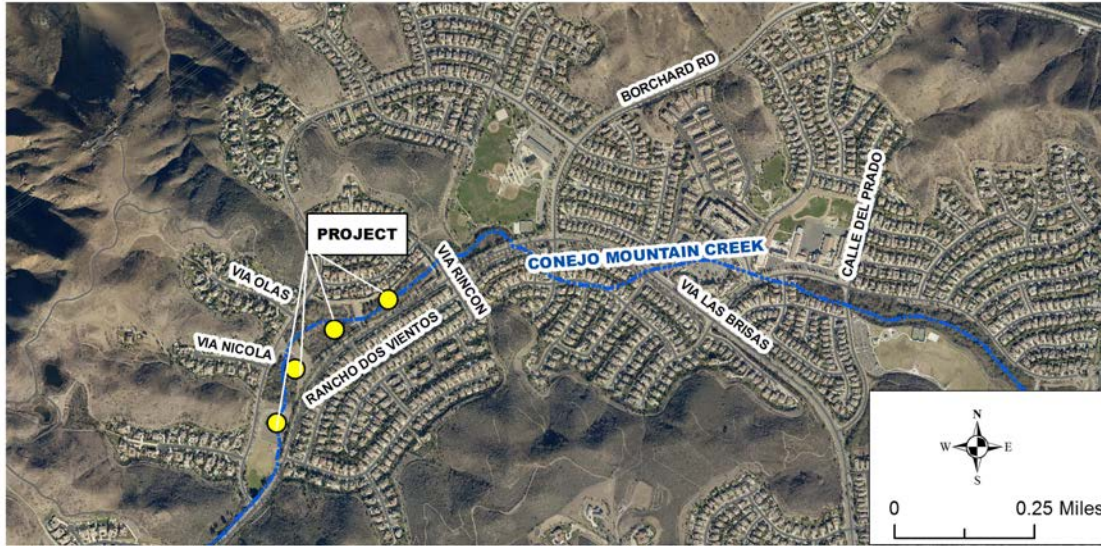 BORCHARD RD
CALLE DEL PRADO
PROJECT
VIA RINCON
CONEJO MOUNTAIN CREEK
VIA OLAS
VIA LAS BRISAS
VIA NICOLA
RANCHO DOS VIENTOS
N
W E
S
0 0.25 Miles